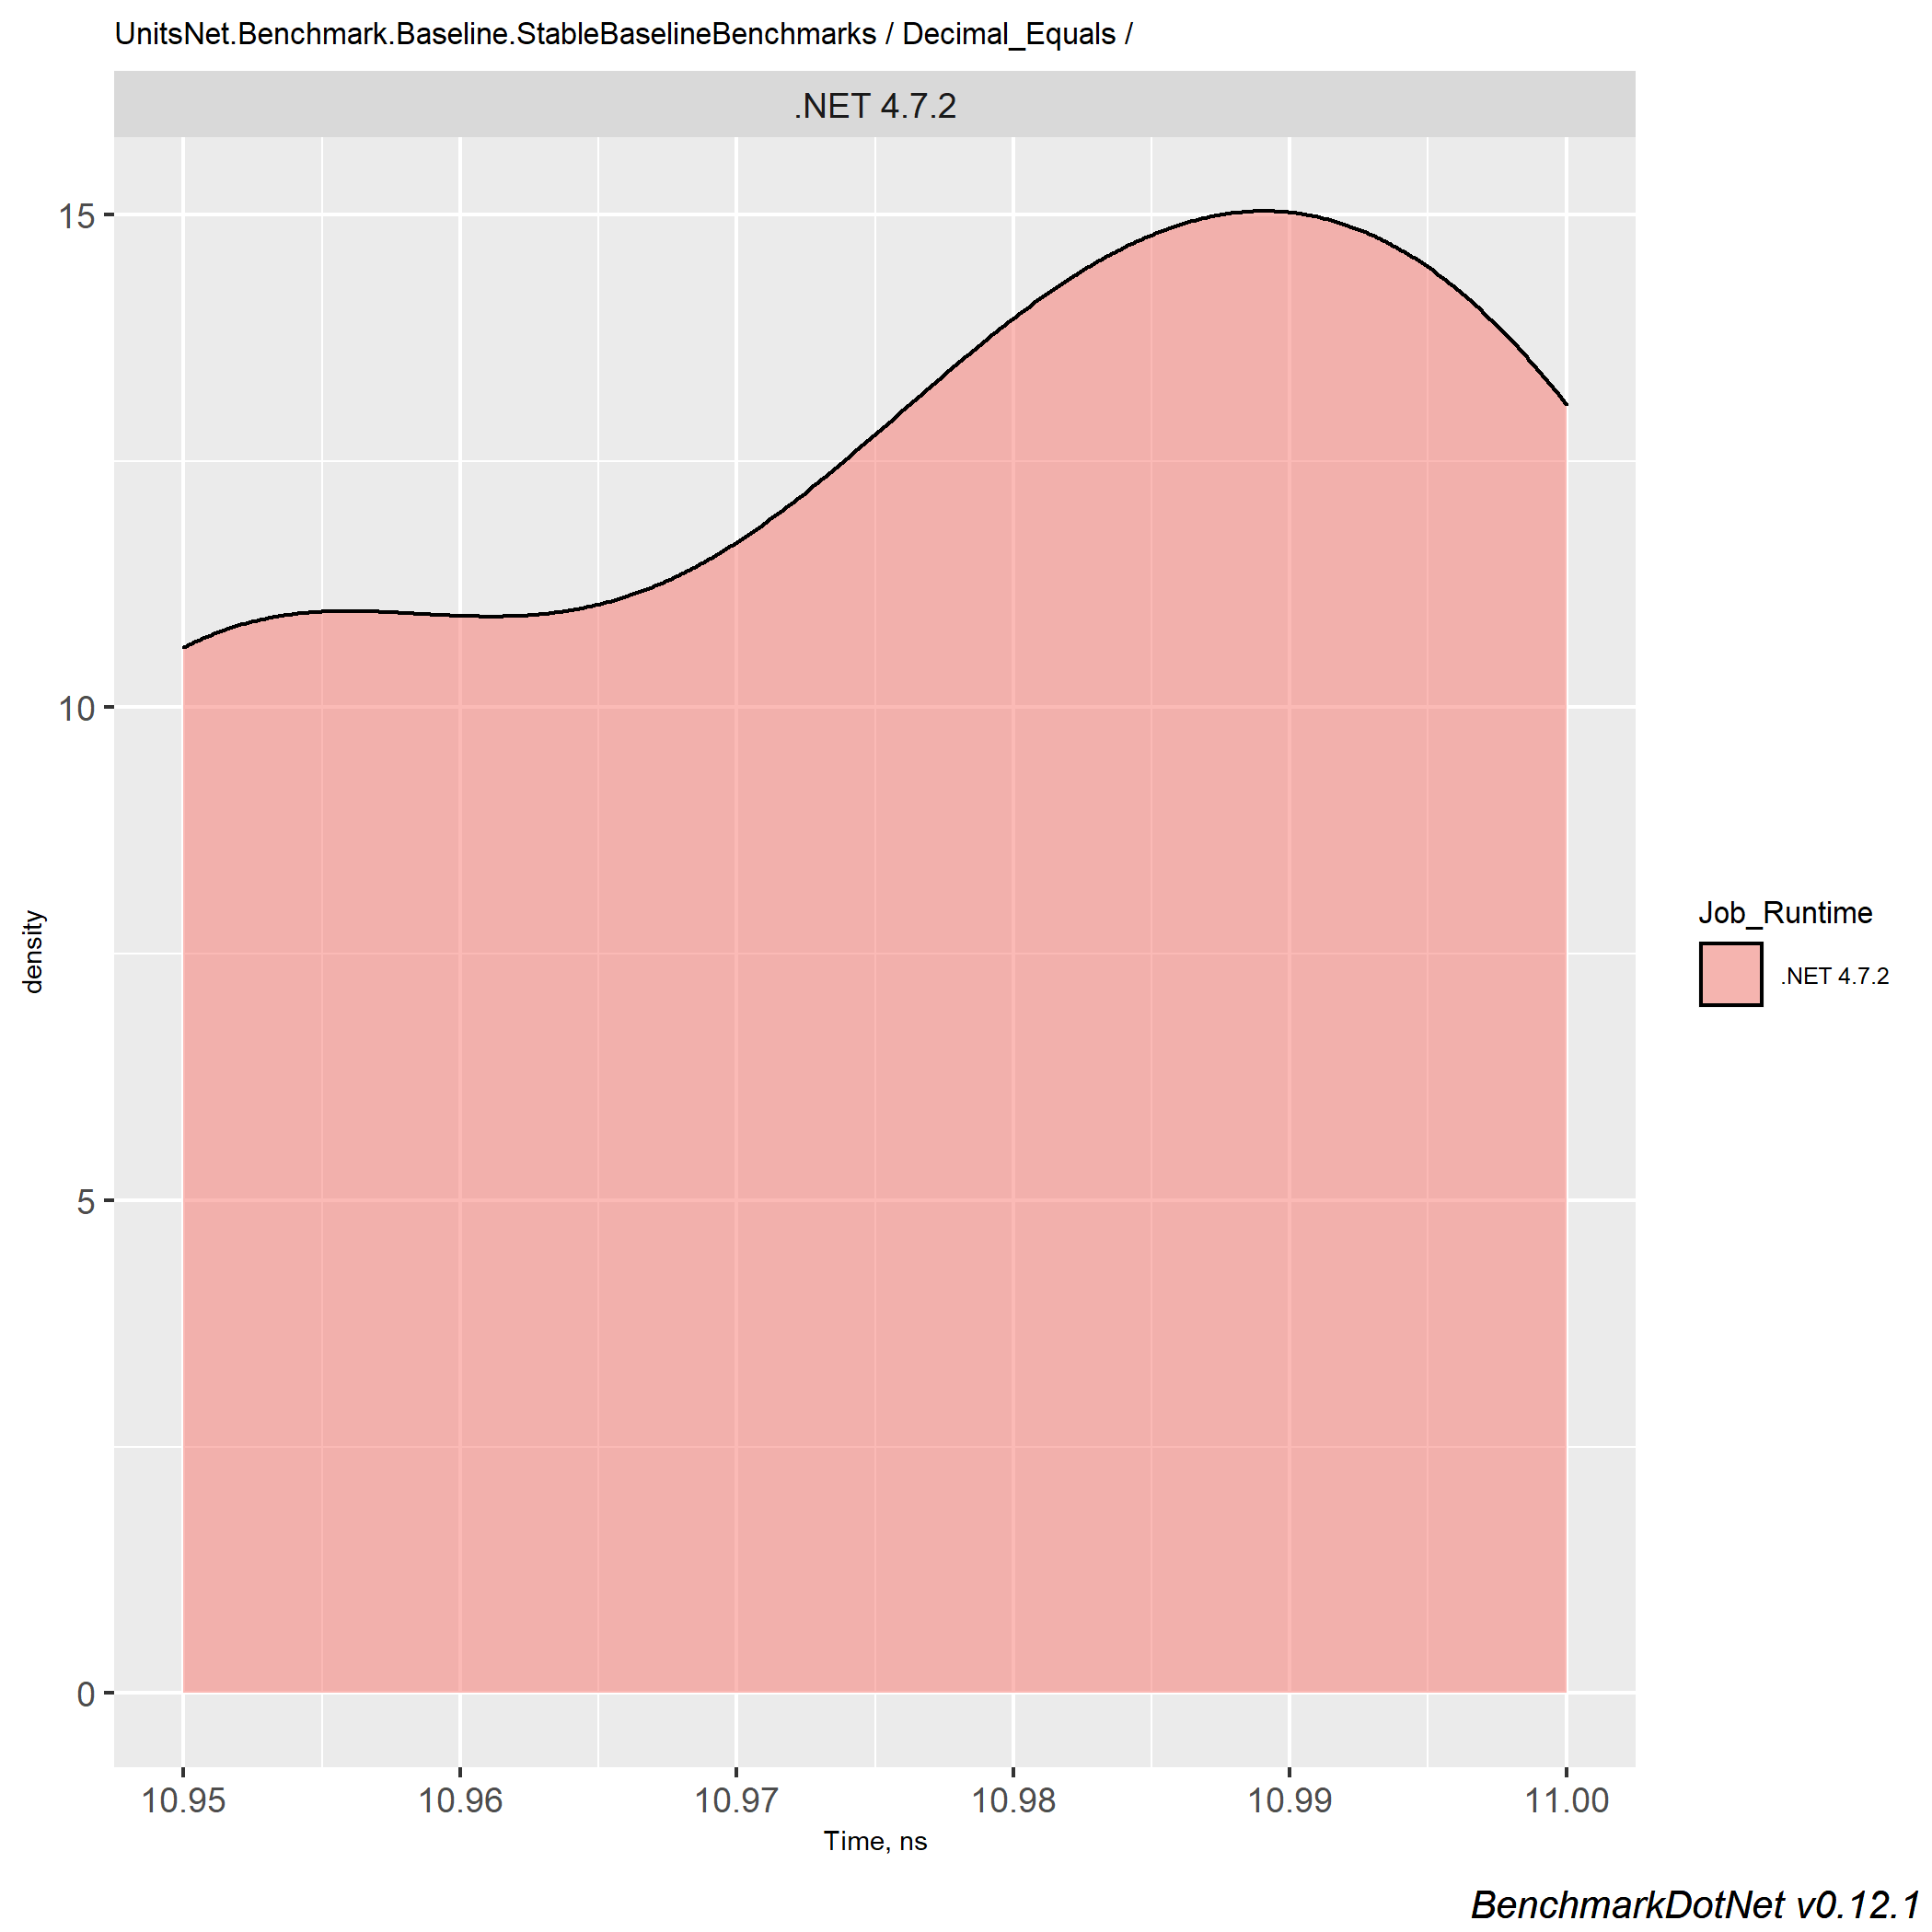 UnitsNet.Benchmark.Baseline.StableBaselineBenchmarks / Decimal_Equals /
.NET 4.7.2
15
10
5
0
density
10.95 10.96 10.97 10.98 10.99 11.00
Time, ns
Job_Runtime
.NET 4.7.2
BenchmarkDotNet v0.12.1